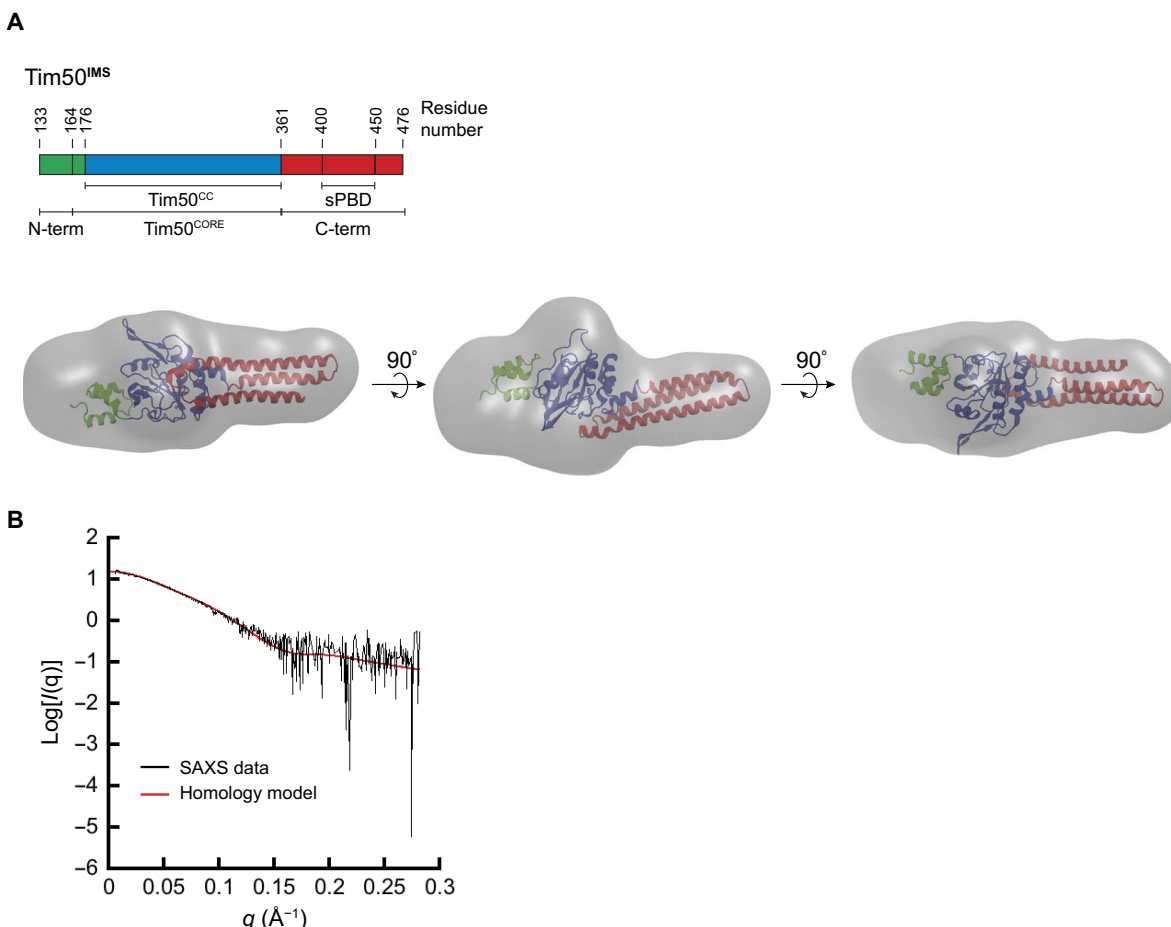 A
Tim50IMS
133 164 176 361 400 450 476 Residue number
Tim50CC sPBD
N-term Tim50CORE C-term
90° 90°
B
2
1
0
−1
−2
−3
−4
−5
−6
Log[I(q)]
SAXS data
Homology model
0 0.05 0.1 0.15 0.2 0.25 0.3
q (Å−1)